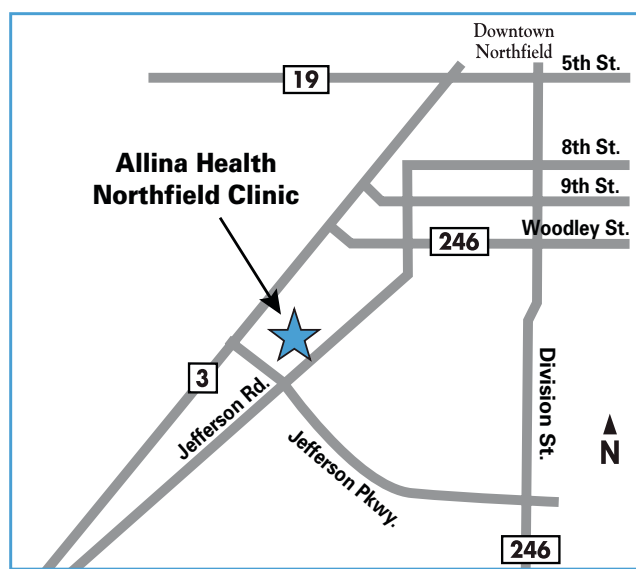 Downtown
Northfield
5th St.
19
8th St.
Allina Health
Northfield Clinic
9th St.
Woodley St.
246
3
Jefferson Rd.
Division St.
Jefferson Pkwy.
N
246